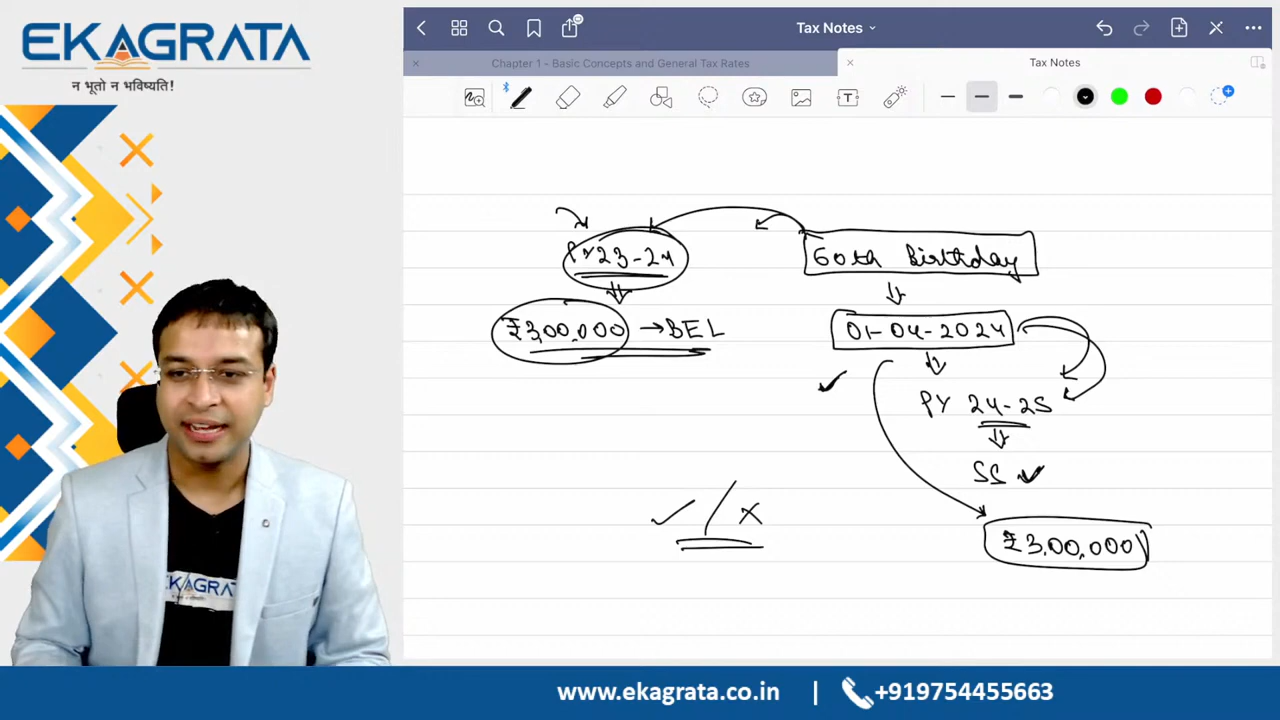 EKAGRATA
न भूतो न भविष्यति!
Tax Notes
Chapter 1 - Basic Concepts and General Tax Rates
Tax Notes
T
PY 23-24
60th Birthday
₹3,00,000 → BEL
01-04-2024
PY 24-25
SS ✓
✓ / X
₹3,00,000
EKAGRATA
www.ekagrata.co.in | +919754455663